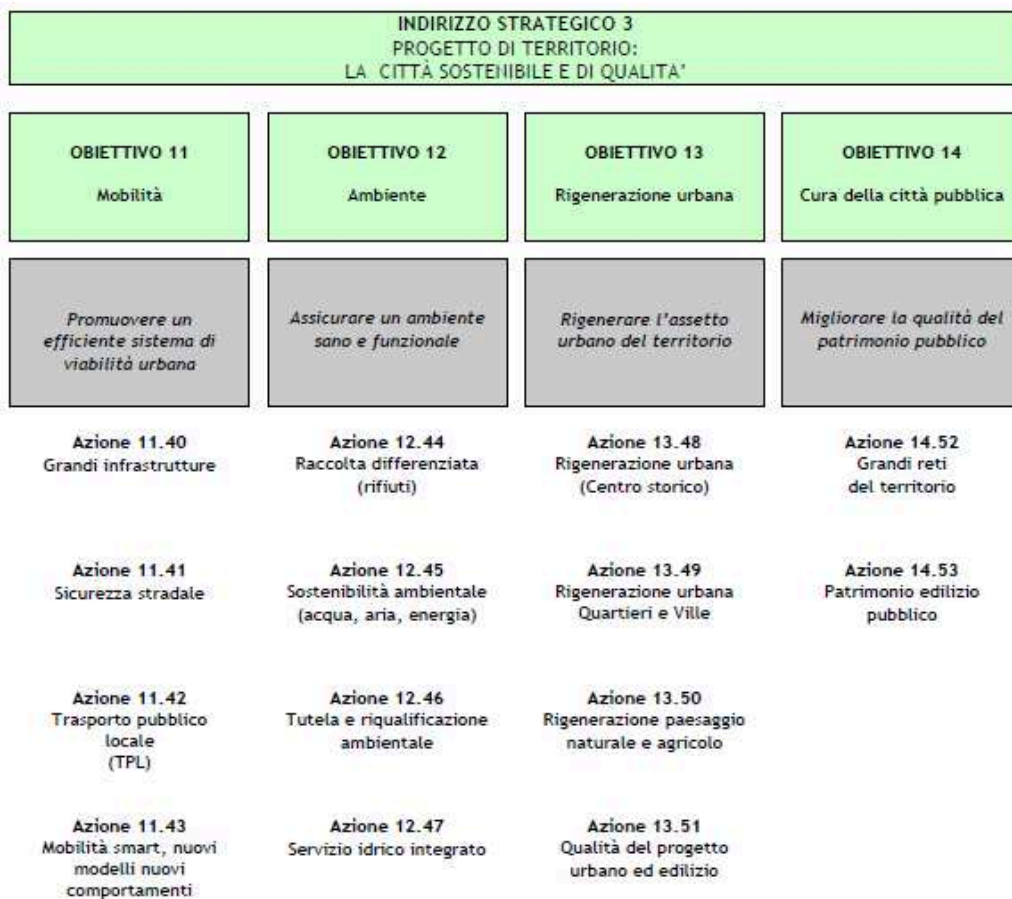 INDIRIZZO STRATEGICO 3
PROGETTO DI TERRITORIO:
LA CITTÀ SOSTENIBILE E DI QUALITA'
OBIETTIVO 11
Mobilità
OBIETTIVO 12
Ambiente
OBIETTIVO 13
Rigenerazione urbana
OBIETTIVO 14
Cura della città pubblica
Promuovere un
efficiente sistema di
viabilità urbana
Assicurare un ambiente
sano e funzionale
Rigenerare l'assetto
urbano del territorio
Migliorare la qualità del
patrimonio pubblico
Azione 11.40
Grandi infrastrutture
Azione 12.44
Raccolta differenziata
(rifiuti)
Azione 13.48
Rigenerazione urbana
(Centro storico)
Azione 14.52
Grandi reti
del territorio
Azione 11.41
Sicurezza stradale
Azione 12.45
Sostenibilità ambientale
(acqua, aria, energia)
Azione 13.49
Rigenerazione urbana
Quartieri e Ville
Azione 14.53
Patrimonio edilizio
pubblico
Azione 11.42
Trasporto pubblico
locale
(TPL)
Azione 12.46
Tutela e riqualificazione
ambientale
Azione 13.50
Rigenerazione paesaggio
naturale e agricolo
Azione 11.43
Mobilità smart, nuovi
modelli nuovi
comportamenti
Azione 12.47
Servizio idrico integrato
Azione 13.51
Qualità del progetto
urbano ed edilizio